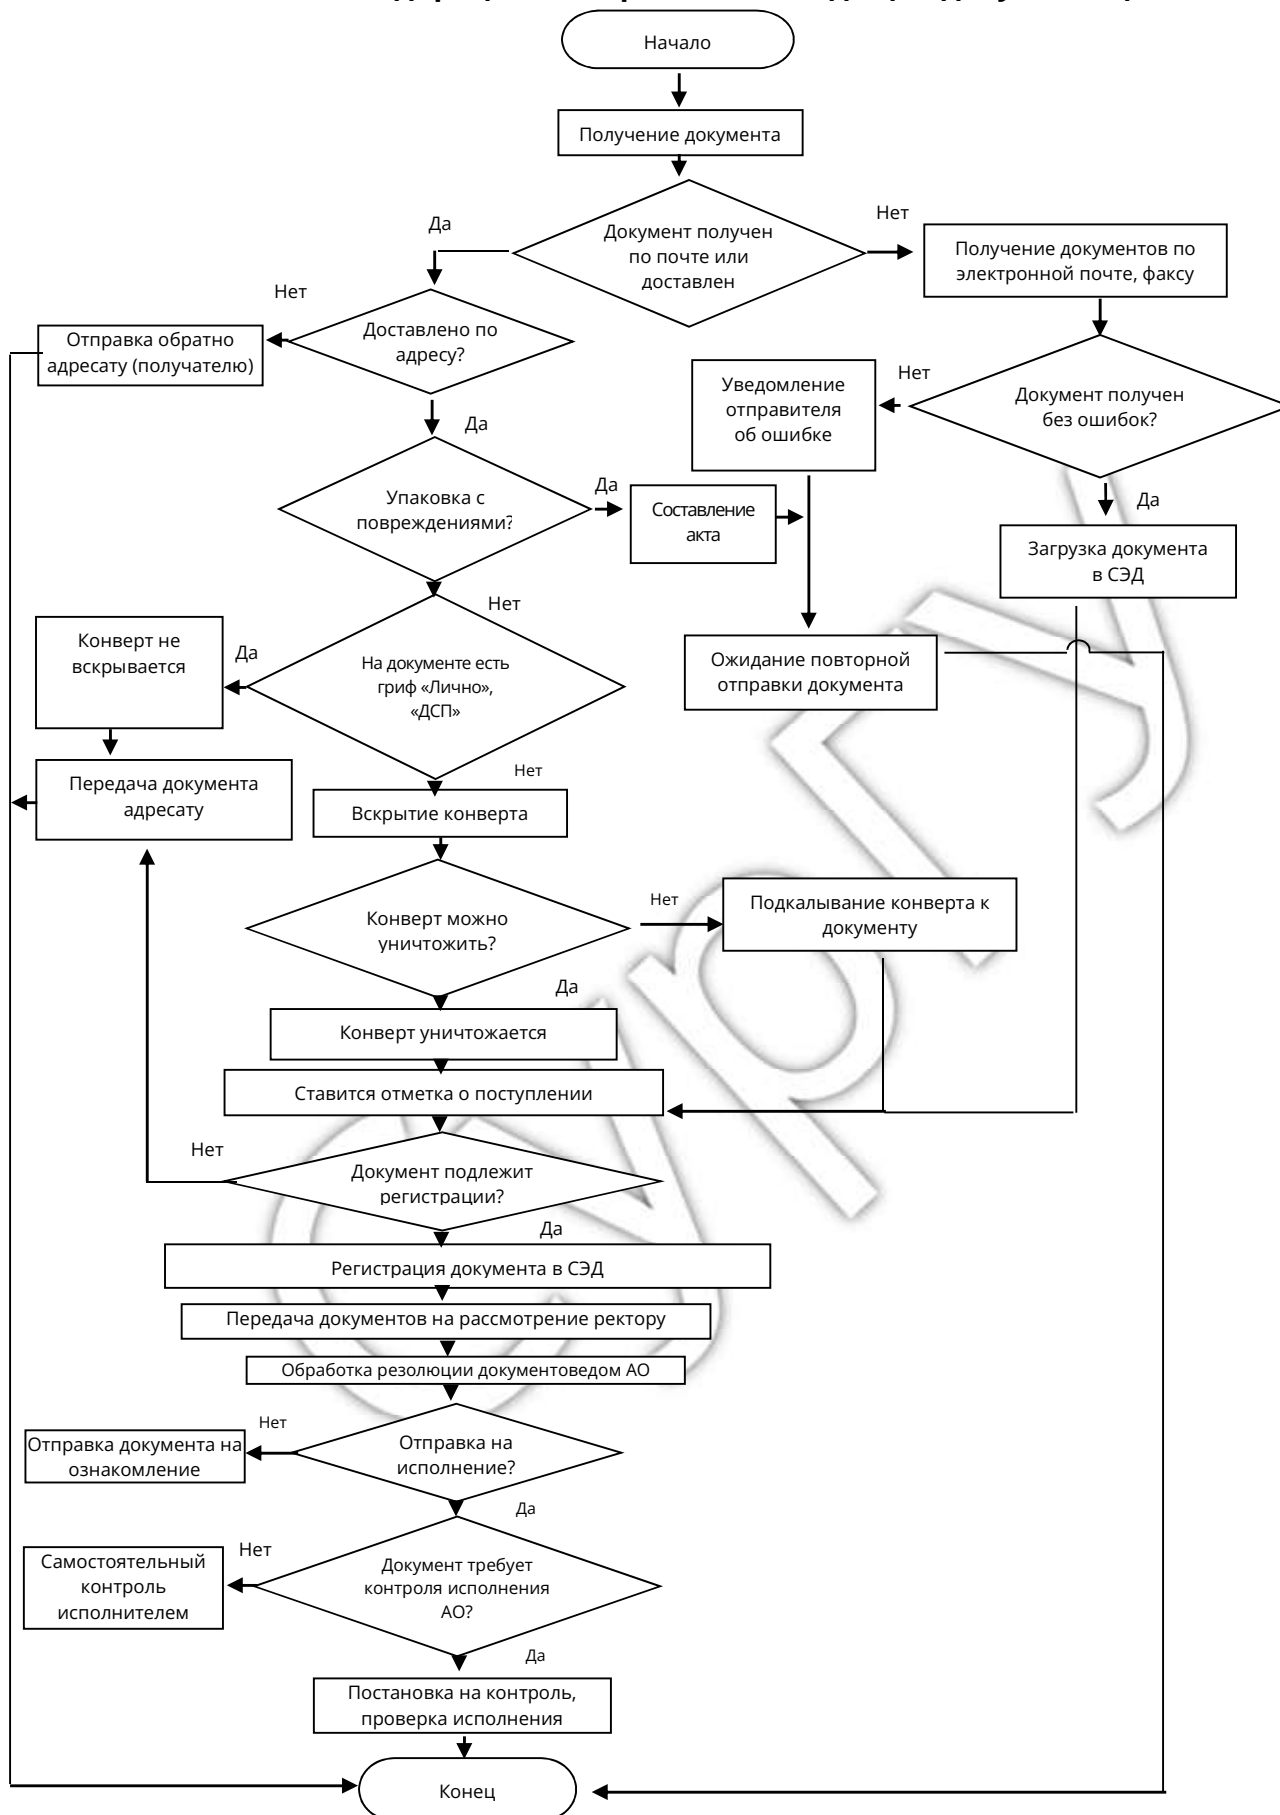 Начало
Получение документа
Да
Нет
Документ получен
по почте или
доставлен
Получение документов по
электронной почте, факсу
Нет
Доставлено по
адресу?
Отправка обратно
адресату (получателю)
Уведомление
отправителя
об ошибке
Нет
Документ получен
без ошибок?
Да
Упаковка с
повреждениями?
Да
Составление
акта
Да
Загрузка документа
в СЭД
Нет
Конверт не
вскрывается
Да
На документе есть
гриф «Лично»,
«ДСП»
Ожидание повторной
отправки документа
Нет
Передача документа
адресату
Вскрытие конверта
Конверт можно
уничтожить?
Нет
Подкалывание конверта к
документу
Да
Конверт уничтожается
Ставится отметка о поступлении
Нет
Документ подлежит
регистрации?
Да
Регистрация документа в СЭД
Передача документов на рассмотрение ректору
Обработка резолюции документоведом АО
Нет
Отправка документа на
ознакомление
Отправка на
исполнение?
Да
Нет
Самостоятельный
контроль
исполнителем
Документ требует
контроля исполнения
АО?
Да
Постановка на контроль,
проверка исполнения
Конец
СурГУ